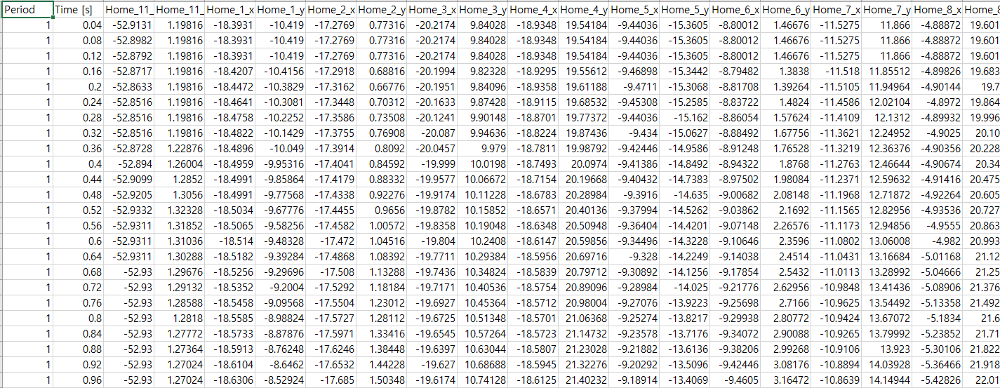 Period Time [s] Home_11_ Home_11_ Home_1_x Home_1_y Home_2_x Home_2_y Home_3_x Home_3_y Home_4_x Home_4_y Home_5_x Home_5_y Home_6_x Home_6_y Home_7_x Home_7_y Home_8_x Home_8
1 0.04 -52.9131 1.19816 -18.3931 -10.419 -17.2769 0.77316 -20.2174 9.84028 -18.9348 19.54184 -9.44036 -15.3605 -8.80012 1.46676 -11.5275 11.866 -4.88872 19.601
1 0.08 -52.8982 1.19816 -18.3931 -10.419 -17.2769 0.77316 -20.2174 9.84028 -18.9348 19.54184 -9.44036 -15.3605 -8.80012 1.46676 -11.5275 11.866 -4.88872 19.601
1 0.12 -52.8792 1.19816 -18.3931 -10.419 -17.2769 0.77316 -20.2174 9.84028 -18.9348 19.54184 -9.44036 -15.3605 -8.80012 1.46676 -11.5275 11.866 -4.88872 19.601
1 0.16 -52.8717 1.19816 -18.4207 -10.4156 -17.2918 0.68816 -20.1994 9.82328 -18.9295 19.55612 -9.46898 -15.3442 -8.79482 1.3838 -11.518 11.85512 -4.89826 19.683
1 0.2 -52.8633 1.19816 -18.4472 -10.3829 -17.3162 0.66776 -20.1951 9.84096 -18.9358 19.61188 -9.4711 -15.3068 -8.81708 1.39264 -11.5105 11.94964 -4.90144 19.7
1 0.24 -52.8516 1.19816 -18.4641 -10.3081 -17.3448 0.70312 -20.1633 9.87428 -18.9115 19.68532 -9.45308 -15.2585 -8.83722 1.4824 -11.4586 12.02104 -4.8972 19.864
1 0.28 -52.8516 1.19816 -18.4758 -10.2252 -17.3586 0.73508 -20.1241 9.90148 -18.8701 19.77372 -9.44036 -15.162 -8.86054 1.57624 -11.4109 12.1312 -4.89932 19.996
1 0.32 -52.8516 1.19816 -18.4822 -10.1429 -17.3755 0.76908 -20.087 9.94636 -18.8224 19.87436 -9.434 -15.0627 -8.88492 1.67756 -11.3621 12.24952 -4.9025 20.10
1 0.36 -52.8728 1.22876 -18.4896 -10.049 -17.3914 0.8092 -20.0457 9.979 -18.7811 19.98792 -9.42446 -14.9586 -8.91248 1.76528 -11.3219 12.36376 -4.90356 20.228
1 0.4 -52.894 1.26004 -18.4959 -9.95316 -17.4041 0.84592 -19.999 10.0198 -18.7493 20.0974 -9.41386 -14.8492 -8.94322 1.8768 -11.2763 12.46644 -4.90674 20.34
1 0.44 -52.9099 1.2852 -18.4991 -9.85864 -17.4179 0.88332 -19.9577 10.06672 -18.7154 20.19668 -9.40432 -14.7383 -8.97502 1.98084 -11.2371 12.59632 -4.91416 20.475
1 0.48 -52.9205 1.3056 -18.4991 -9.77568 -17.4338 0.92276 -19.9174 10.11228 -18.6783 20.28984 -9.3916 -14.635 -9.00682 2.08148 -11.1968 12.71872 -4.92264 20.605
1 0.52 -52.9332 1.32328 -18.5034 -9.67776 -17.4455 0.9656 -19.8782 10.15852 -18.6571 20.40136 -9.37994 -14.5262 -9.03862 2.1692 -11.1565 12.82956 -4.93536 20.727
1 0.56 -52.9311 1.31852 -18.5065 -9.58256 -17.4582 1.00572 -19.8358 10.19048 -18.6348 20.50948 -9.36404 -14.4201 -9.07148 2.26576 -11.1173 12.94856 -4.9555 20.863
1 0.6 -52.9311 1.31036 -18.514 -9.48328 -17.472 1.04516 -19.804 10.2408 -18.6147 20.59856 -9.34496 -14.3228 -9.10646 2.3596 -11.0802 13.06008 -4.982 20.993
1 0.64 -52.9311 1.30288 -18.5182 -9.39284 -17.4868 1.08392 -19.7711 10.29384 -18.5956 20.69716 -9.328 -14.2249 -9.14038 2.4514 -11.0431 13.16684 -5.01168 21.12
1 0.68 -52.93 1.29676 -18.5256 -9.29696 -17.508 1.13288 -19.7436 10.34824 -18.5839 20.79712 -9.30892 -14.1256 -9.17854 2.5432 -11.0113 13.28992 -5.04666 21.25
1 0.72 -52.93 1.29132 -18.5352 -9.2004 -17.5292 1.18184 -19.7171 10.40536 -18.5754 20.89096 -9.28984 -14.025 -9.21776 2.62956 -10.9848 13.41436 -5.08906 21.376
1 0.76 -52.93 1.28588 -18.5458 -9.09568 -17.5504 1.23012 -19.6927 10.45364 -18.5712 20.98004 -9.27076 -13.9223 -9.25698 2.7166 -10.9625 13.54492 -5.13358 21.492
1 0.8 -52.93 1.2818 -18.5585 -8.98824 -17.5727 1.28112 -19.6725 10.51348 -18.5701 21.06368 -9.25274 -13.8217 -9.29938 2.80772 -10.9424 13.67072 -5.1834 21.6
1 0.84 -52.93 1.27772 -18.5733 -8.87876 -17.5971 1.33416 -19.6545 10.57264 -18.5723 21.14732 -9.23578 -13.7176 -9.34072 2.90088 -10.9265 13.79992 -5.23852 21.71
1 0.88 -52.93 1.27364 -18.5913 -8.76248 -17.6246 1.38448 -19.6397 10.63044 -18.5807 21.23028 -9.21882 -13.6136 -9.38206 2.99268 -10.9106 13.923 -5.30106 21.822
1 0.92 -52.93 1.27024 -18.6104 -8.6462 -17.6532 1.44228 -19.627 10.68688 -18.5945 21.32276 -9.20292 -13.5096 -9.42446 3.08176 -10.8894 14.03928 -5.36466 21.918
1 0.96 -52.93 1.27024 -18.6306 -8.52924 -17.685 1.50348 -19.6174 10.74128 -18.6125 21.40232 -9.18914 -13.4069 -9.4605 3.16472 -10.8639 14.14944 -5.42826 22.01